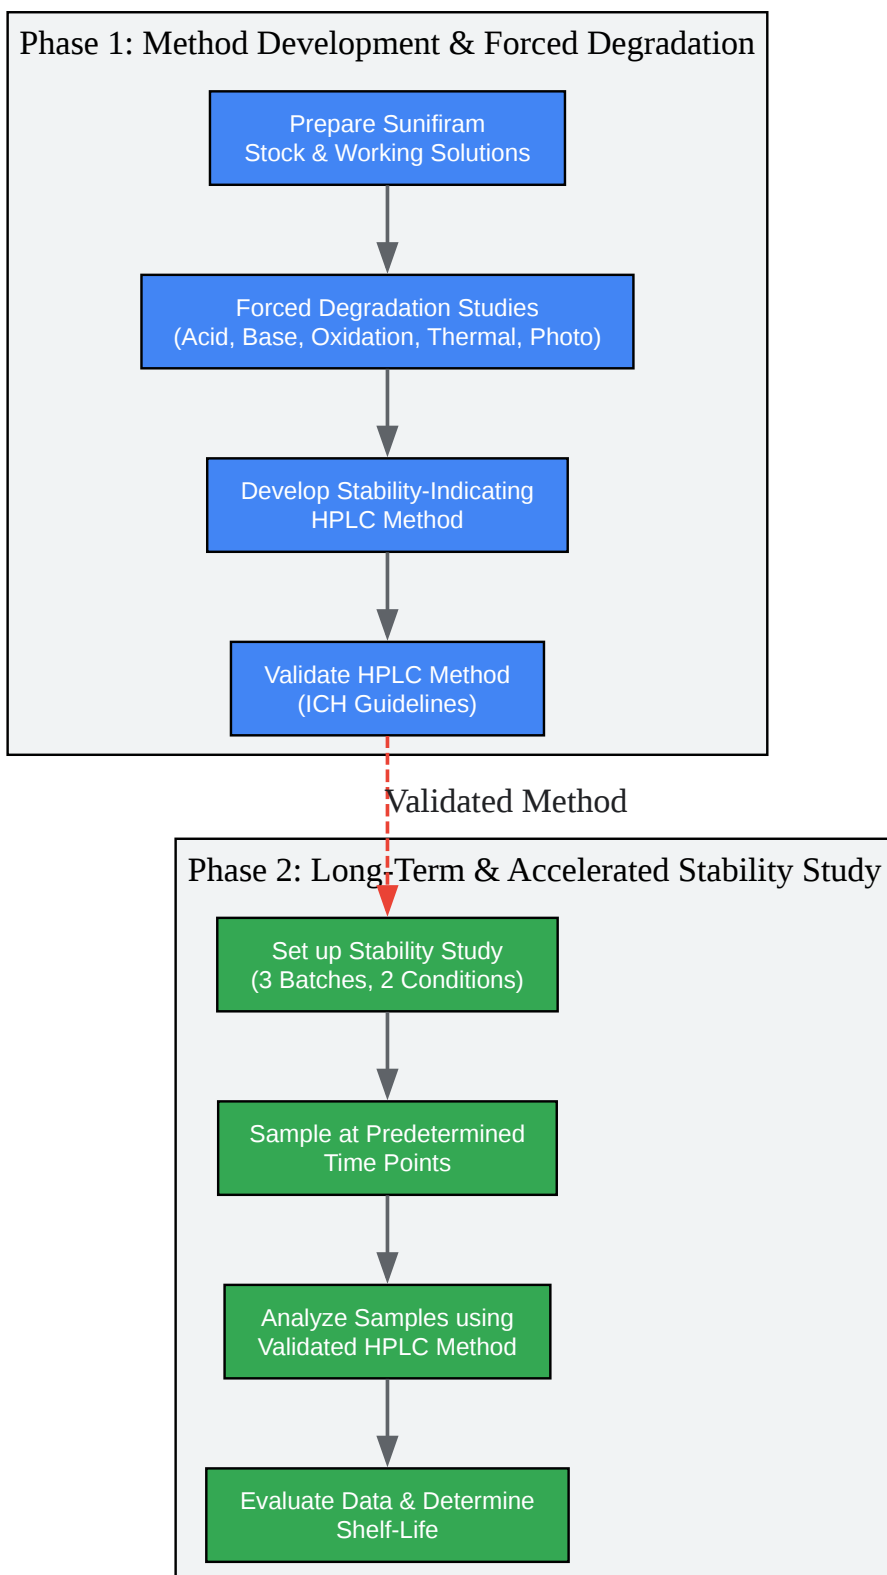 Phase 1: Method Development & Forced Degradation
Prepare Sunifiram
Stock & Working Solutions
Forced Degradation Studies
(Acid, Base, Oxidation, Thermal, Photo)
Develop Stability-Indicating
HPLC Method
Validate HPLC Method
(ICH Guidelines)
Validated Method
Phase 2: Long-Term & Accelerated Stability Study
Set up Stability Study
(3 Batches, 2 Conditions)
Sample at Predetermined
Time Points
Analyze Samples using
Validated HPLC Method
Evaluate Data & Determine
Shelf-Life